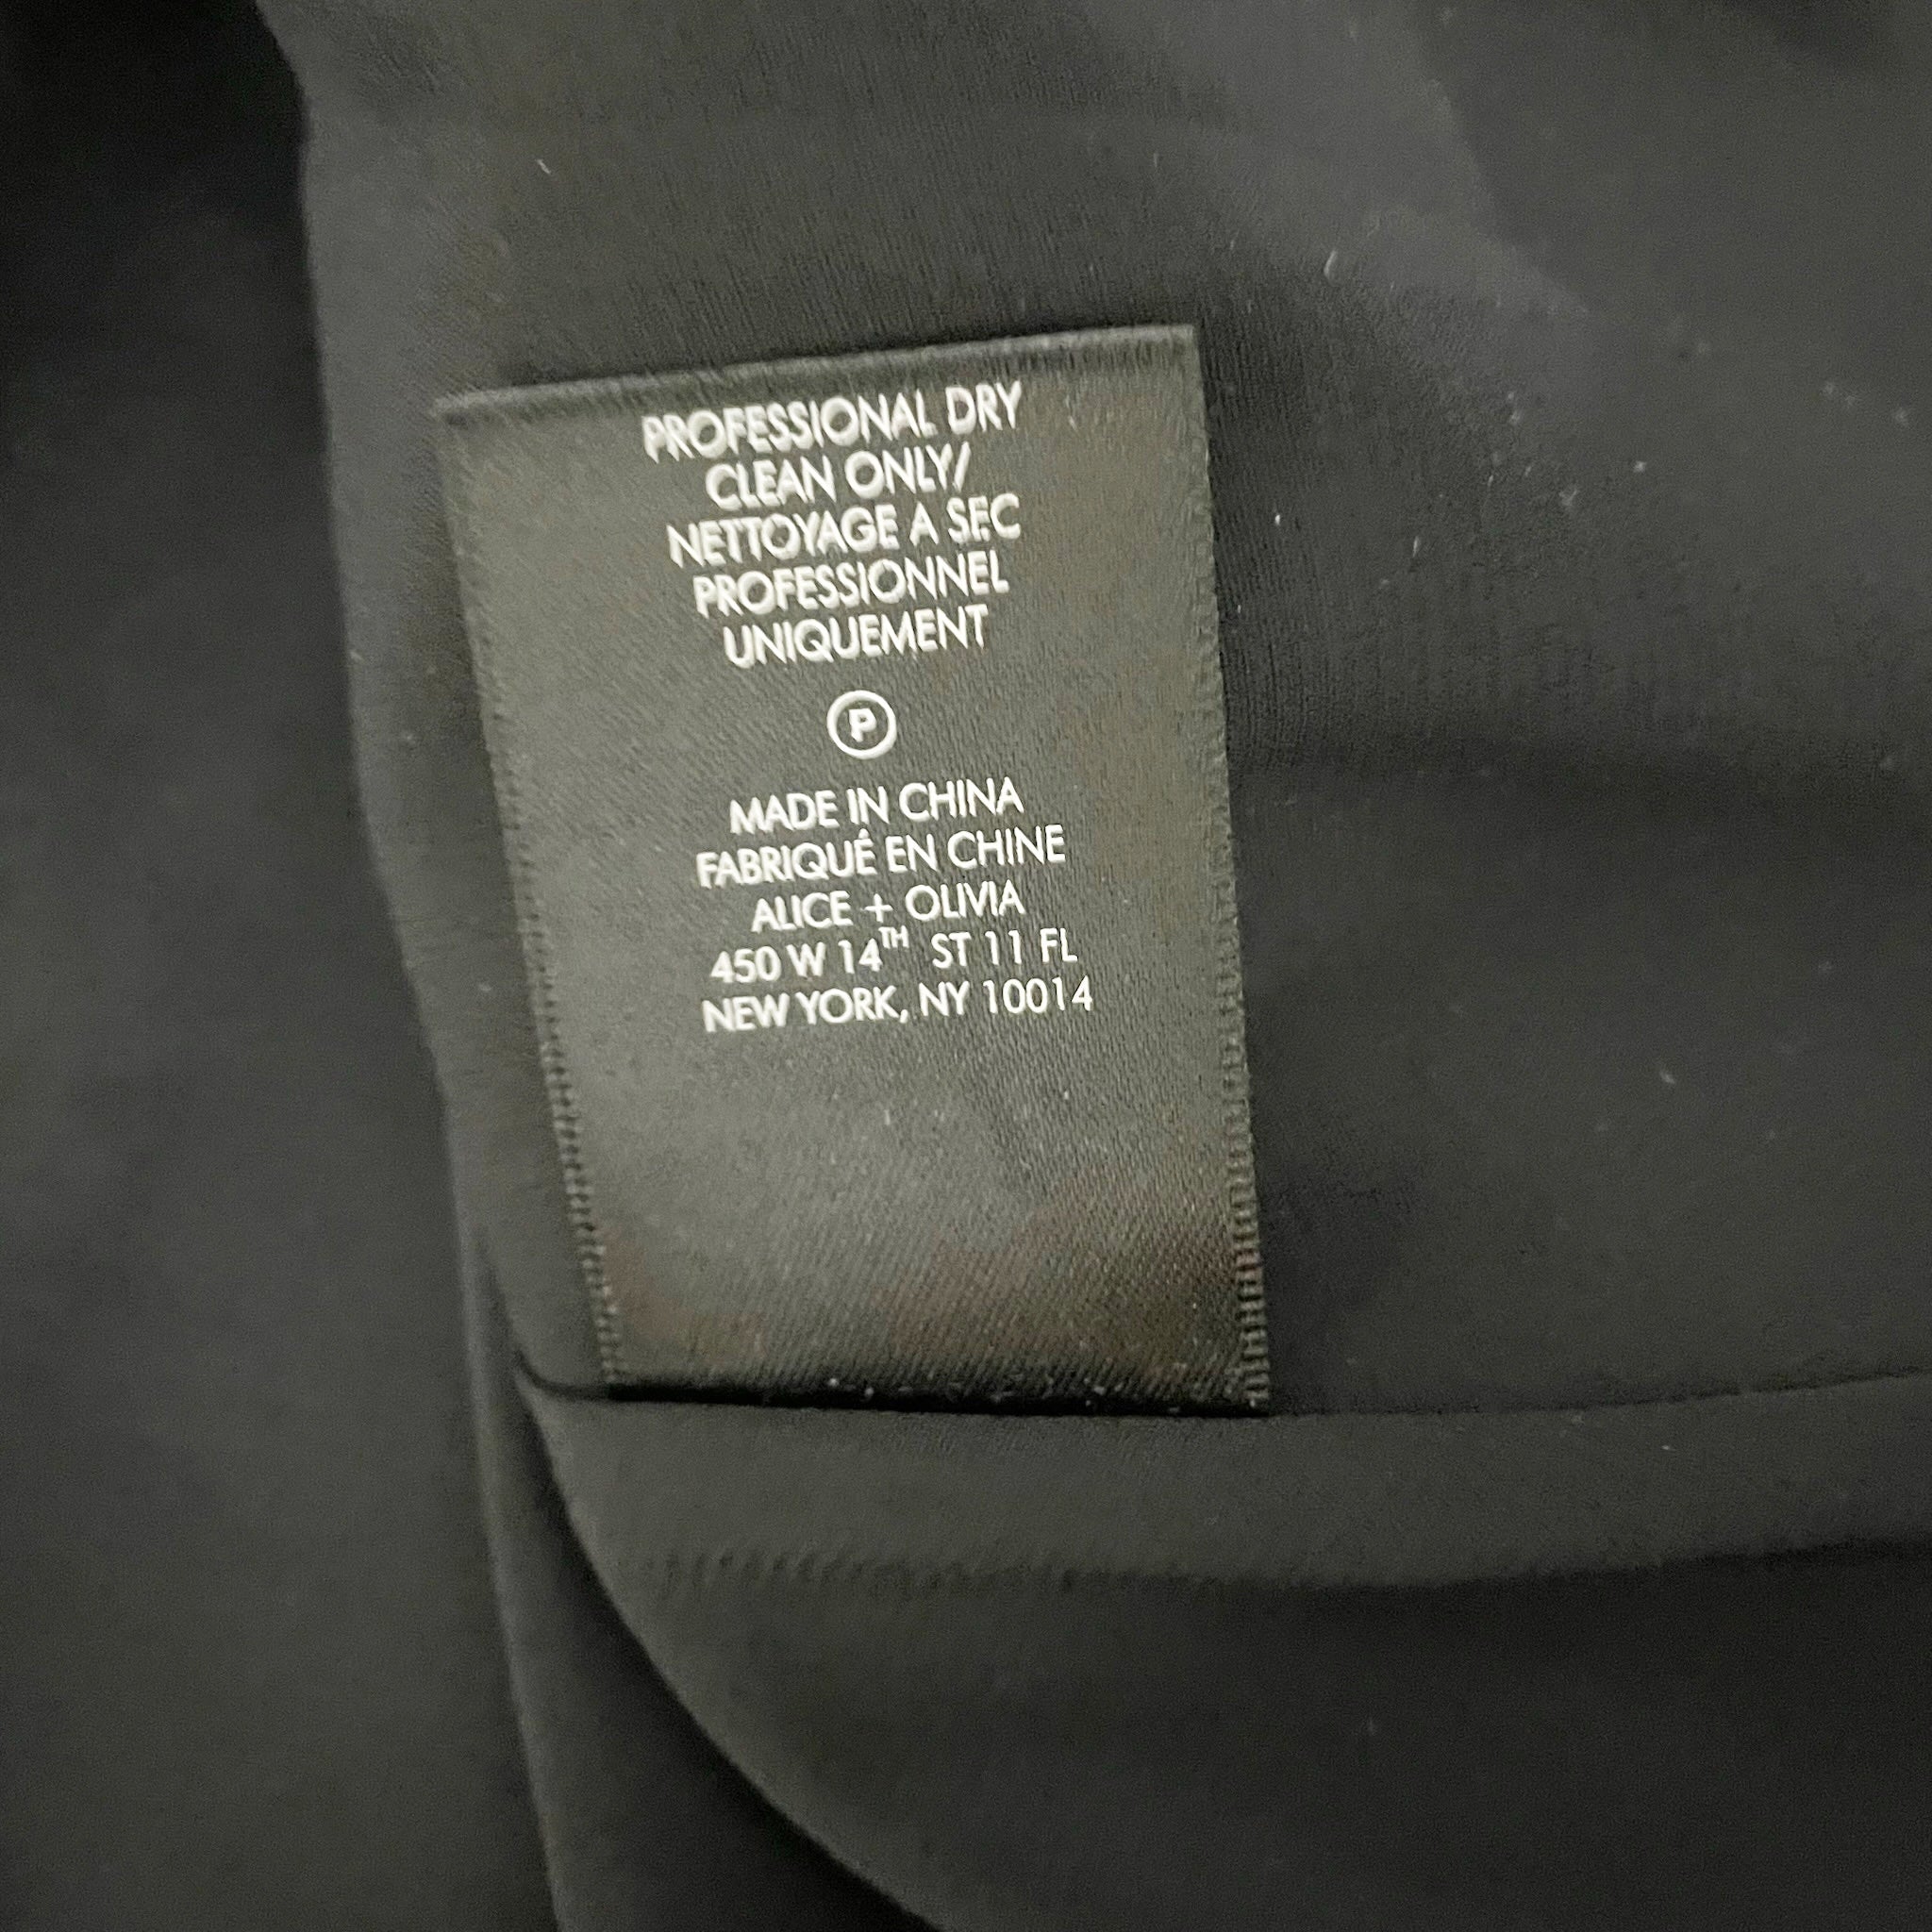 PROFESSIONAL DRY
CLEAN ONLY/
NETTOYAGE A SEC
PROFESSIONNEL
UNIQUEMENT
P
MADE IN CHINA
FABRIQUÉ EN CHINE
ALICE + OLIVIA
450 W 14TH ST 11 FL
NEW YORK, NY 10014